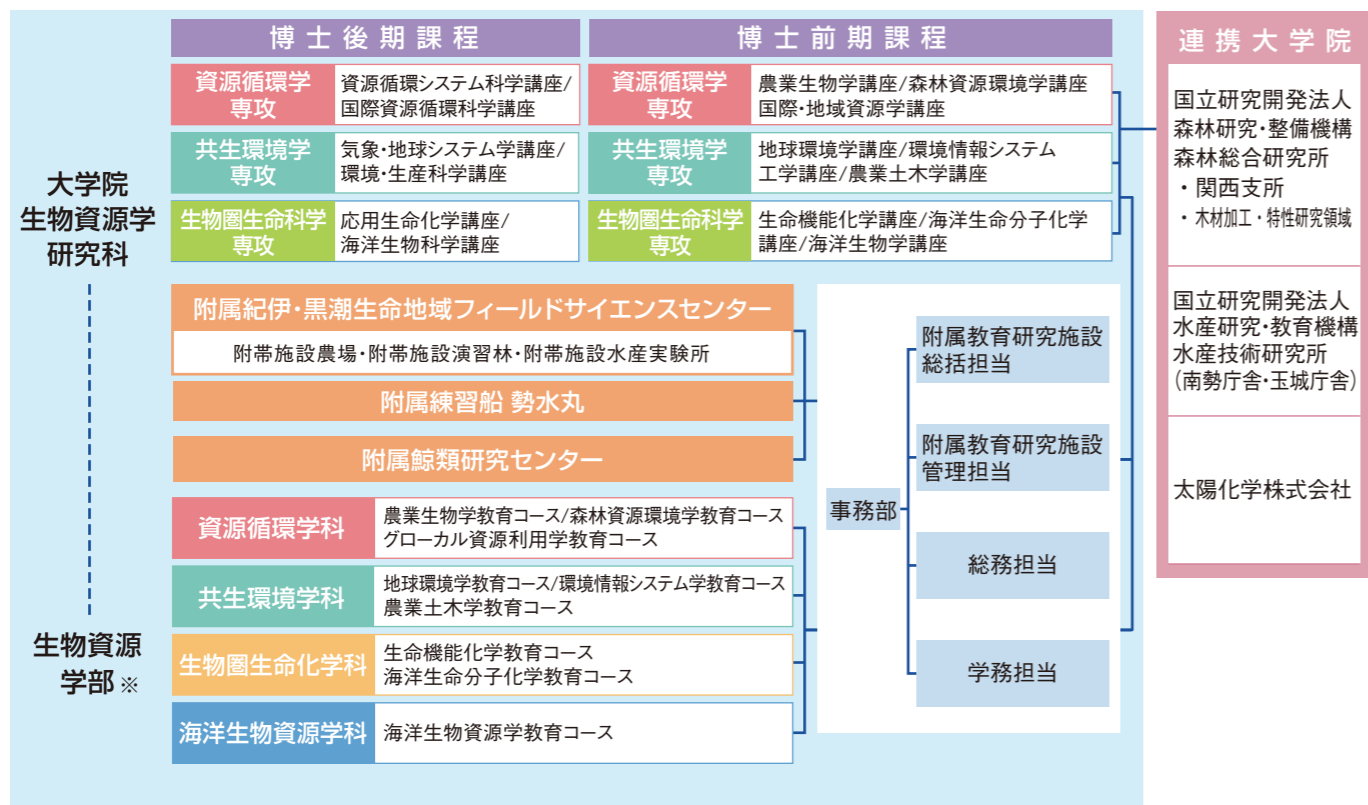 博士後期課程
博士前期課程
連携大学院
大学院
生物資源学
研究科
資源循環学
専攻
資源循環システム科学講座/
国際資源循環科学講座
資源循環学
専攻
農業生物学講座/森林資源環境学講座
国際・地域資源学講座
共生環境学
専攻
気象・地球システム学講座/
環境・生産科学講座
共生環境学
専攻
地球環境学講座/環境情報システム
工学講座/農業土木学講座
生物圏生命科学
専攻
応用生命化学講座/
海洋生物科学講座
生物圏生命科学
専攻
生命機能化学講座/海洋生命分子化学
講座/海洋生物学講座
国立研究開発法人
森林研究・整備機構
森林総合研究所
・関西支所
・木材加工・特性研究領域
国立研究開発法人
水産研究・教育機構
水産技術研究所
(南勢庁舎・玉城庁舎)
太陽化学株式会社
附属紀伊・黒潮生命地域フィールドサイエンスセンター
附帯施設農場・附帯施設演習林・附帯施設水産実験所
附属練習船 勢水丸
附属鯨類研究センター
事務部
附属教育研究施設
総括担当
附属教育研究施設
管理担当
総務担当
学務担当
生物資源
学部※
資源循環学科
農業生物学教育コース/森林資源環境学教育コース
グローカル資源利用学教育コース
共生環境学科
地球環境学教育コース/環境情報システム学教育コース
農業土木学教育コース
生物圏生命化学科
生命機能化学教育コース
海洋生命分子化学教育コース
海洋生物資源学科
海洋生物資源学教育コース